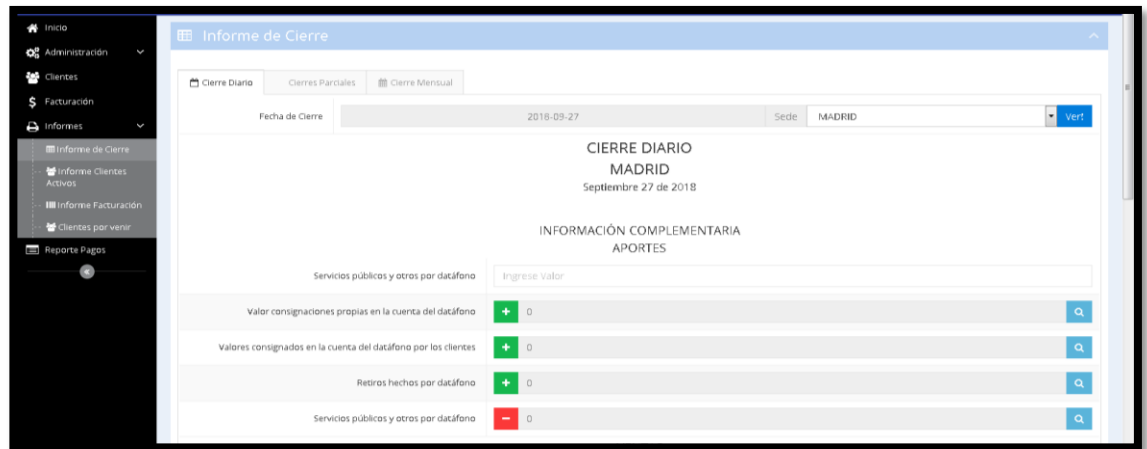 Inicio
Administración
Clientes
$ Facturación
Informes
Informe de Cierre
Informe Clientes
Activos
Informe Facturación
Clientes por venir
Reporte Pagos
Informe de Cierre
Cierre Diario Cierres Parciales Cierre Mensual
Fecha de Cierre 2018-09-27 Sede MADRID Ver!
CIERRE DIARIO
MADRID
Septiembre 27 de 2018
INFORMACIÓN COMPLEMENTARIA
APORTES
Servicios públicos y otros por datáfono Ingrese Valor
Valor consignaciones propias en la cuenta del datáfono + 0
Valores consignados en la cuenta del datáfono por los clientes + 0
Retiros hechos por datáfono + 0
Servicios públicos y otros por datáfono - 0